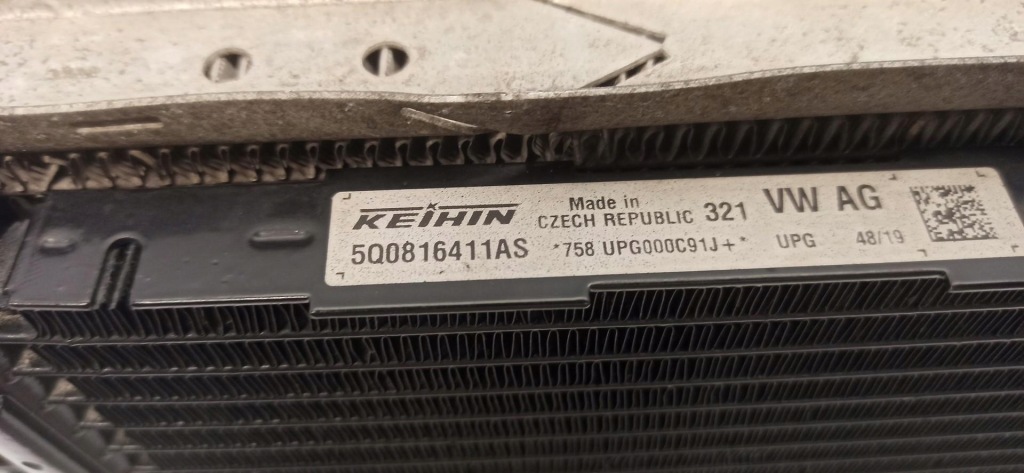 KEIHIN Made in CZECH REPUBLIC 321 VW AG
5Q0816411AS *758 UPG000C91J+* UPG 48/19